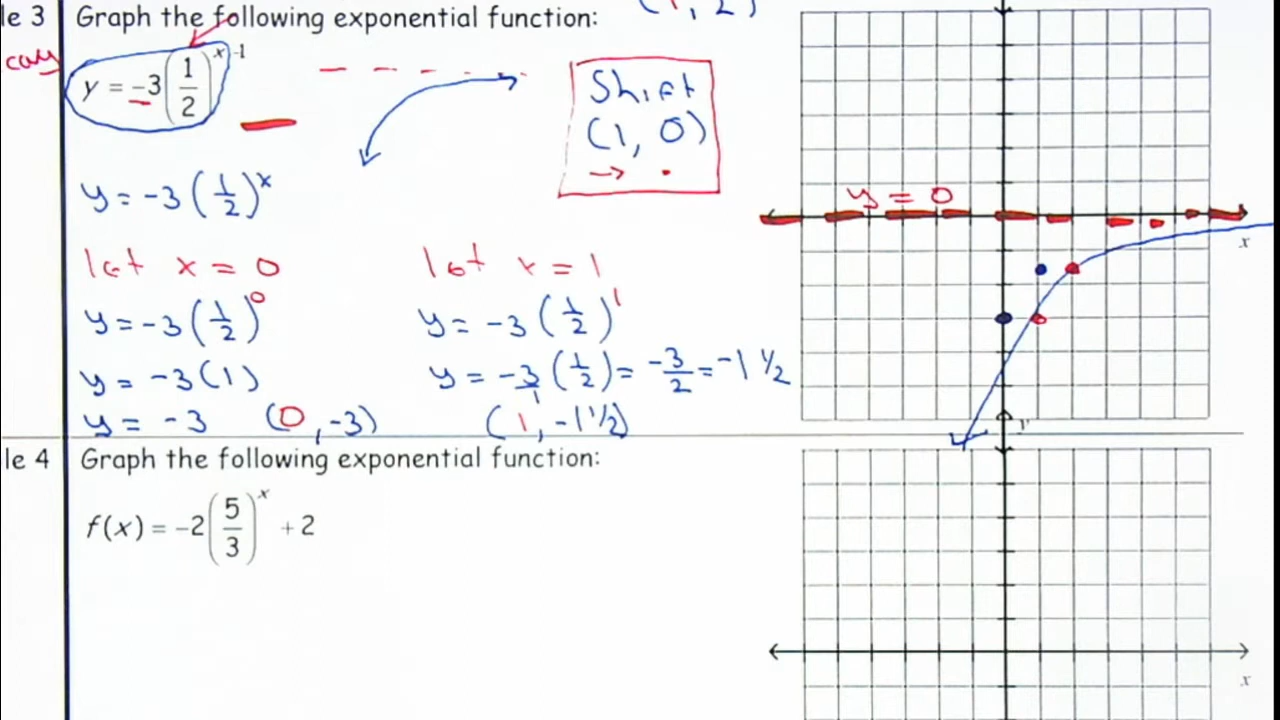 le 3 Graph the following exponential function: (1, 2)
cay
y = -3(1/2)^x-1
Shift
(1, 0)
→ .
y = -3(1/2)^x
y = 0
x
let x = 0 let x = 1
y = -3(1/2)^0 y = -3(1/2)^1
y = -3(1) y = -3(1/2) = -3/2 = -1 1/2
y = -3 (0, -3) (1, -1 1/2)
y
le 4 Graph the following exponential function:
f(x) = -2(5/3)^x + 2
x